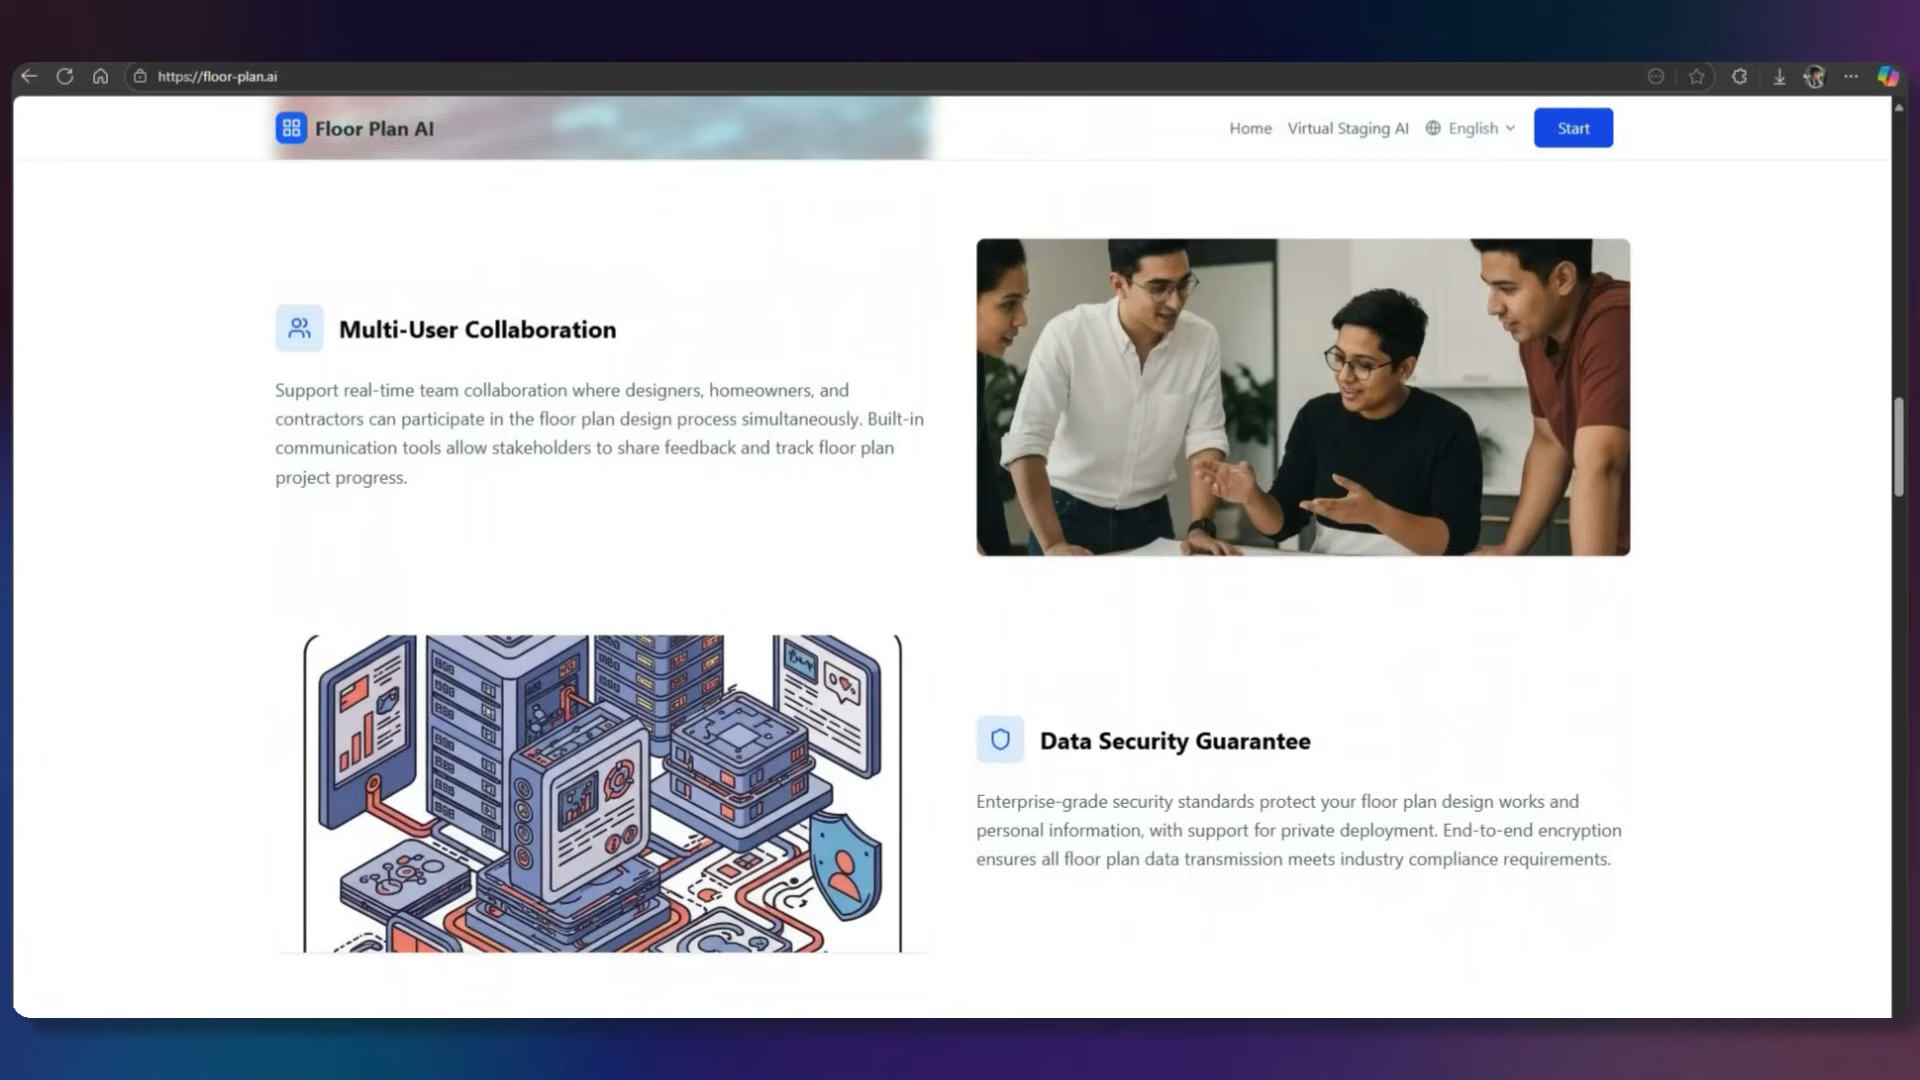 https://floor-plan.ai
Floor Plan AI
Home Virtual Staging AI English Start
Multi-User Collaboration
Support real-time team collaboration where designers, homeowners, and
contractors can participate in the floor plan design process simultaneously. Built-in
communication tools allow stakeholders to share feedback and track floor plan
project progress.
Data Security Guarantee
Enterprise-grade security standards protect your floor plan design works and
personal information, with support for private deployment. End-to-end encryption
ensures all floor plan data transmission meets industry compliance requirements.